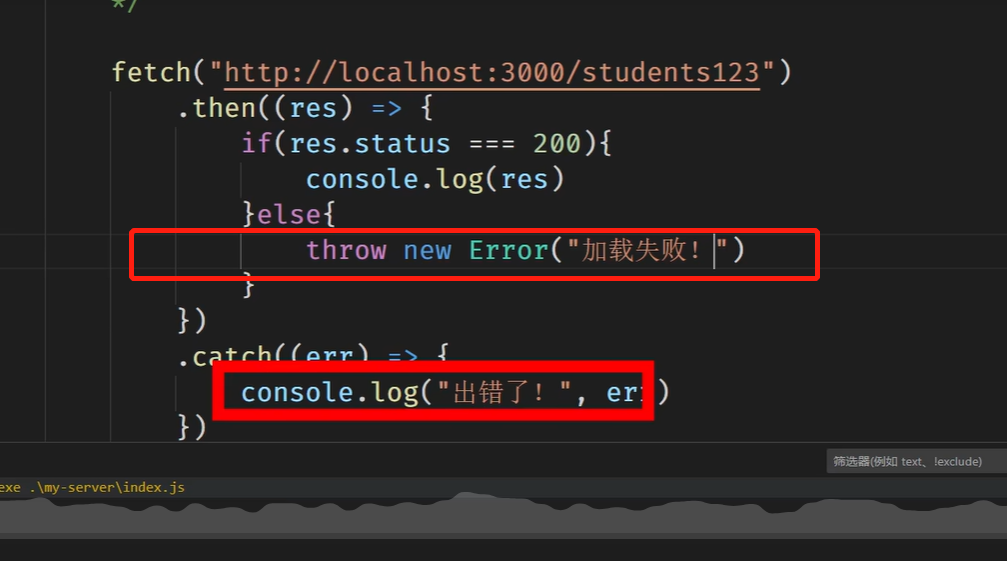 */
fetch("http://localhost:3000/students123")
.then((res) => {
if(res.status === 200){
console.log(res)
}else{
throw new Error("加载失败！")
}
})
.catch((err) => {
console.log("出错了！", er)
})
筛选器(例如 text、!exclude)
exe .\my-server\index.js